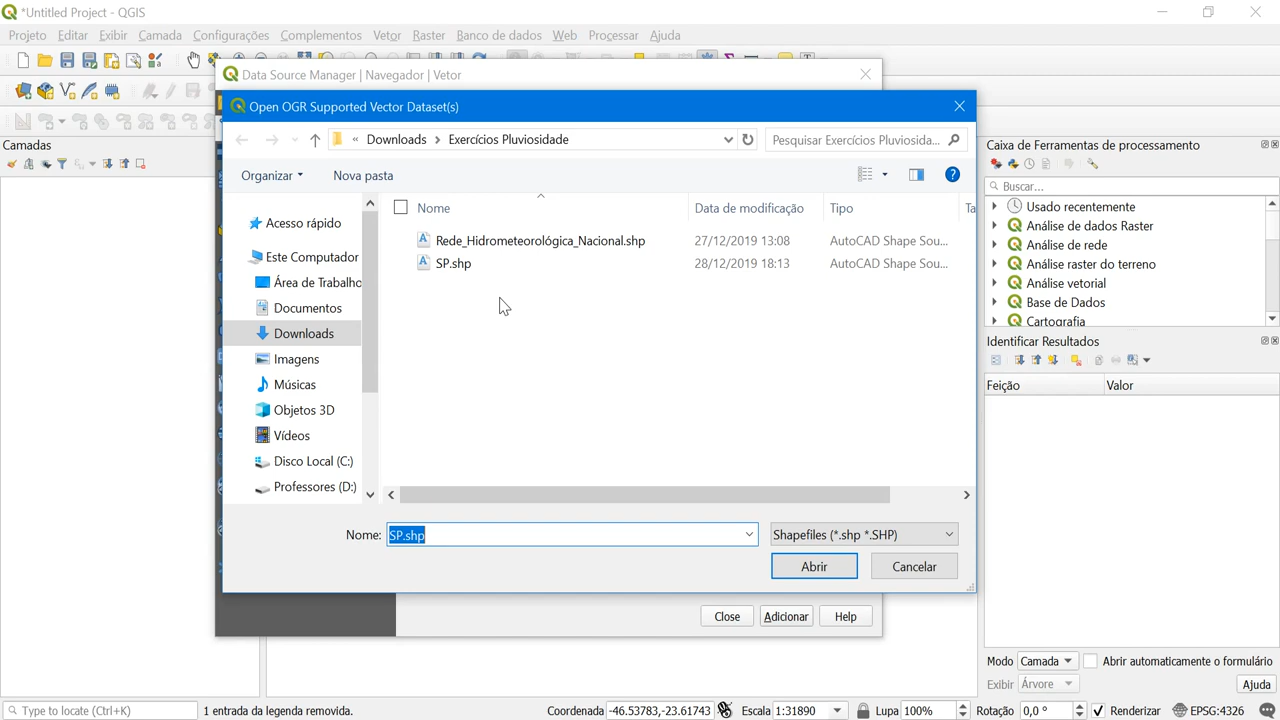 *Untitled Project - QGIS
Projeto Editar Exibir Camada Configurações Complementos Vetor Raster Banco de dados Web Processar Ajuda
Data Source Manager | Navegador | Vetor
Open OGR Supported Vector Dataset(s)
« Downloads › Exercícios Pluviosidade
Pesquisar Exercícios Pluviosida...
Organizar
Nova pasta
Acesso rápido
Este Computador
Área de Trabalho
Documentos
Downloads
Imagens
Músicas
Objetos 3D
Vídeos
Disco Local (C:)
Professores (D:)
Nome Data de modificação Tipo Ta
Rede_Hidrometeorológica_Nacional.shp 27/12/2019 13:08 AutoCAD Shape Sou...
SP.shp 28/12/2019 18:13 AutoCAD Shape Sou...
Nome: SP.shp
Shapefiles (*.shp *.SHP)
Abrir Cancelar
Close Adicionar Help
Camadas
Caixa de Ferramentas de processamento
Buscar...
Usado recentemente
Análise de dados Raster
Análise de rede
Análise raster do terreno
Análise vetorial
Base de Dados
Cartografia
Identificar Resultados
Feição Valor
Modo Camada Abrir automaticamente o formulário
Exibir Árvore Ajuda
Type to locate (Ctrl+K) 1 entrada da legenda removida. Coordenada -46.53783,-23.61743 Escala 1:31890 Lupa 100% Rotação 0,0 ° Renderizar EPSG:4326